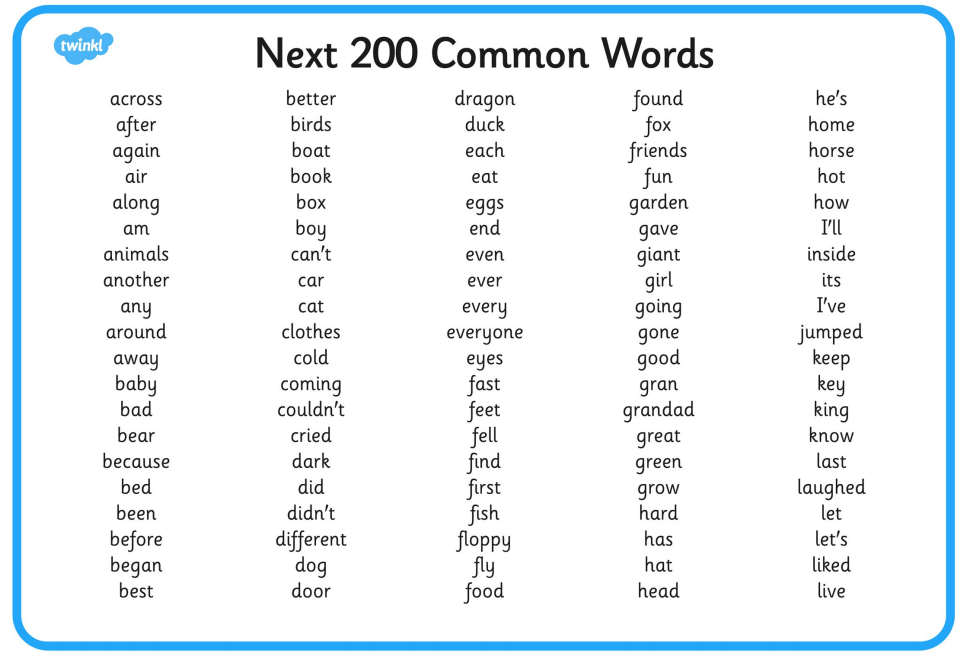 twinkl
Next 200 Common Words
across better dragon found he's
after birds duck fox home
again boat each friends horse
air book eat fun hot
along box eggs garden how
am boy end gave I'll
animals can't even giant inside
another car ever girl its
any cat every going I've
around clothes everyone gone jumped
away cold eyes good keep
baby coming fast gran key
bad couldn't feet grandad king
bear cried fell great know
because dark find green last
bed did first grow laughed
been didn't fish hard let
before different floppy has let's
began dog fly hat liked
best door food head live